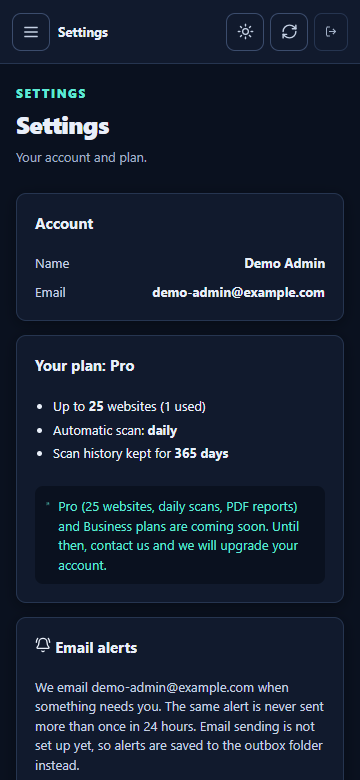 Settings
SETTINGS
Settings
Your account and plan.
Account
Name Demo Admin
Email demo-admin@example.com
Your plan: Pro
Up to 25 websites (1 used)
Automatic scan: daily
Scan history kept for 365 days
Pro (25 websites, daily scans, PDF reports)
and Business plans are coming soon. Until
then, contact us and we will upgrade your
account.
Email alerts
We email demo-admin@example.com when
something needs you. The same alert is never sent
more than once in 24 hours. Email sending is not
set up yet, so alerts are saved to the outbox folder
instead.